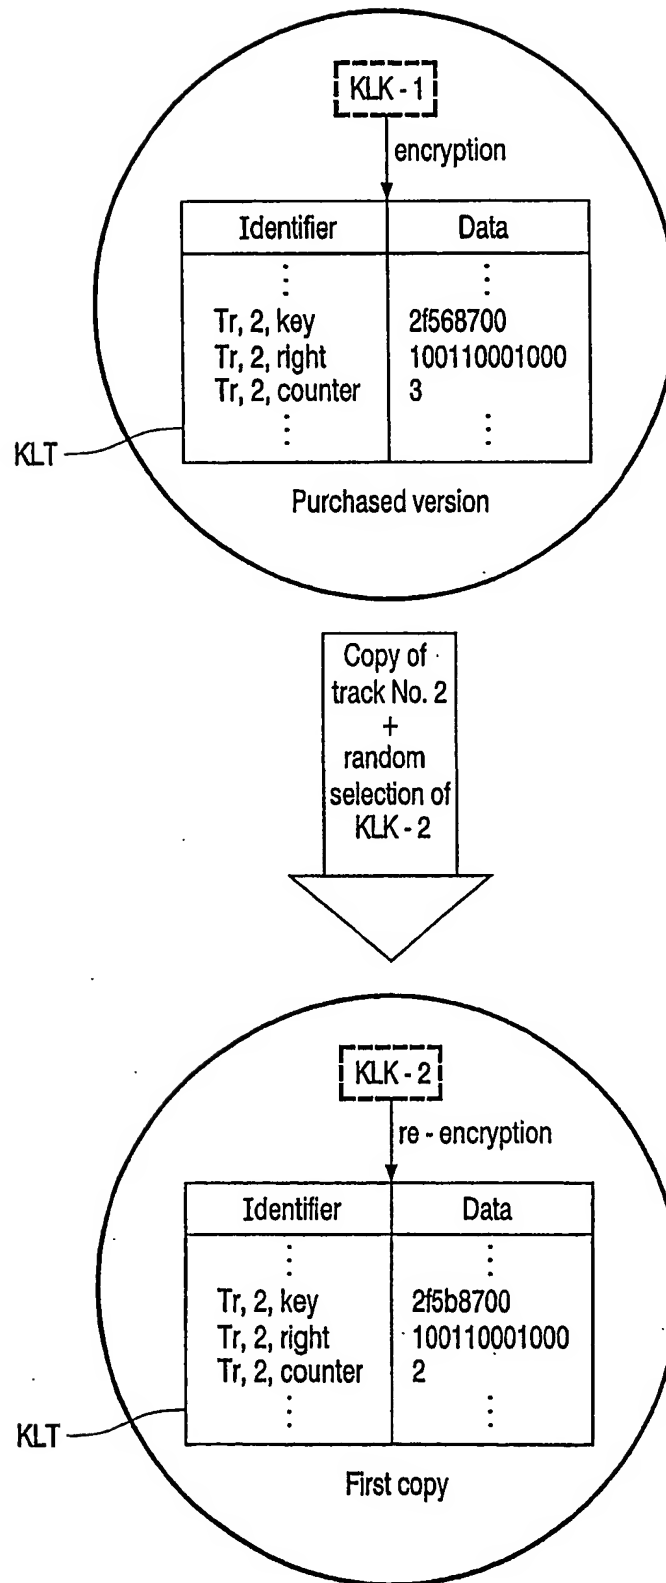 KLK - 1
encryption
Identifier Data
⋮ ⋮
Tr, 2, key 2f568700
Tr, 2, right 100110001000
Tr, 2, counter 3
⋮ ⋮
KLT
Purchased version
Copy of
track No. 2
+
random
selection of
KLK - 2
KLK - 2
re - encryption
Identifier Data
⋮ ⋮
Tr, 2, key 2f5b8700
Tr, 2, right 100110001000
Tr, 2, counter 2
⋮ ⋮
KLT
First copy